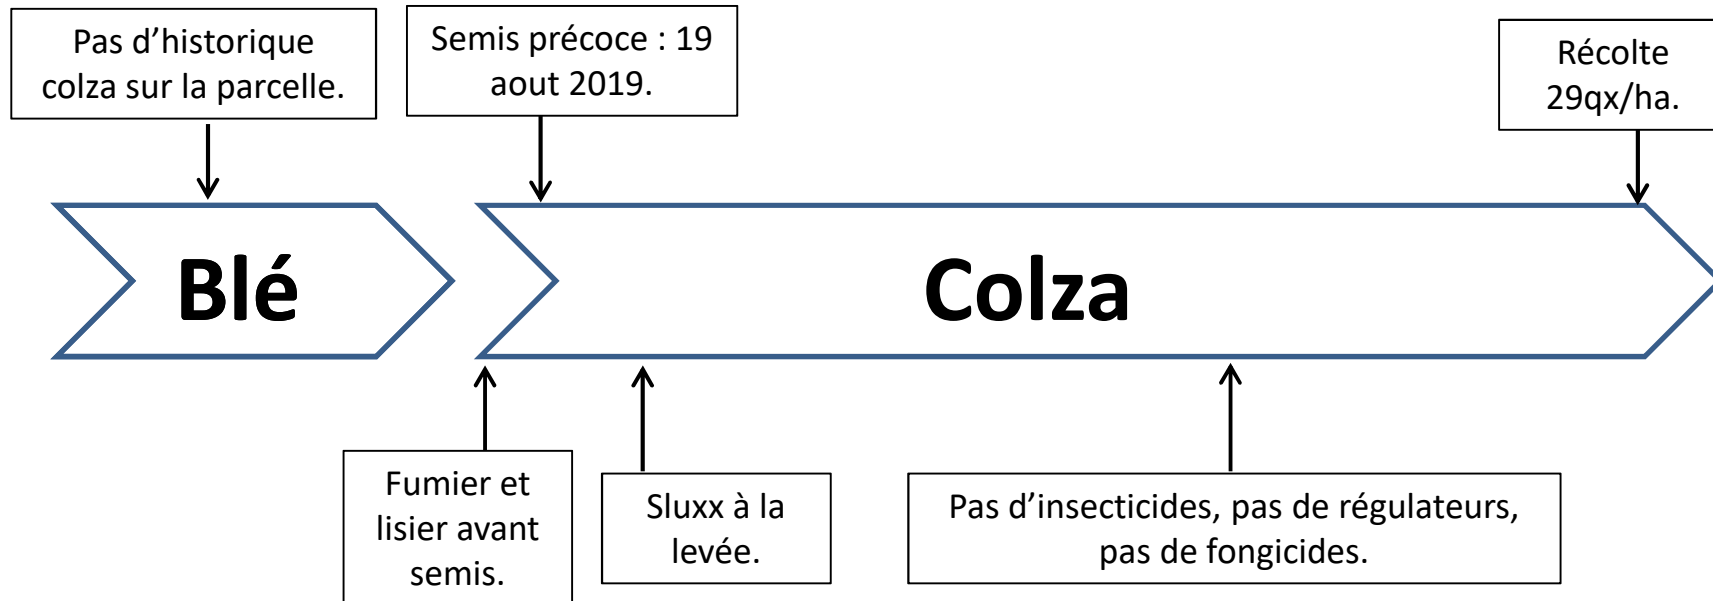 Pas d’historique
colza sur la parcelle.
Semis précoce : 19
aout 2019.
Récolte
29qx/ha.
Blé
Colza
Fumier et
lisier avant
semis.
Sluxx à la
levée.
Pas d’insecticides, pas de régulateurs,
pas de fongicides.